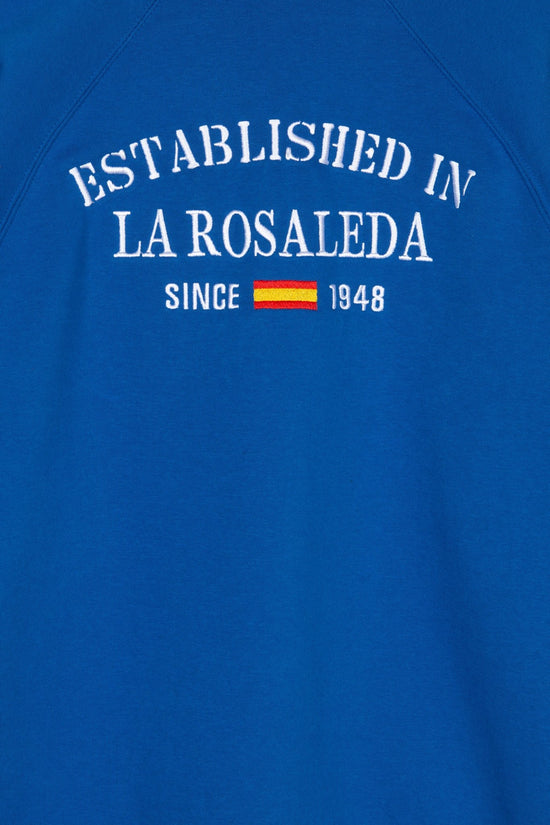 ESTABLISHED IN
LA ROSALEDA
SINCE 1948